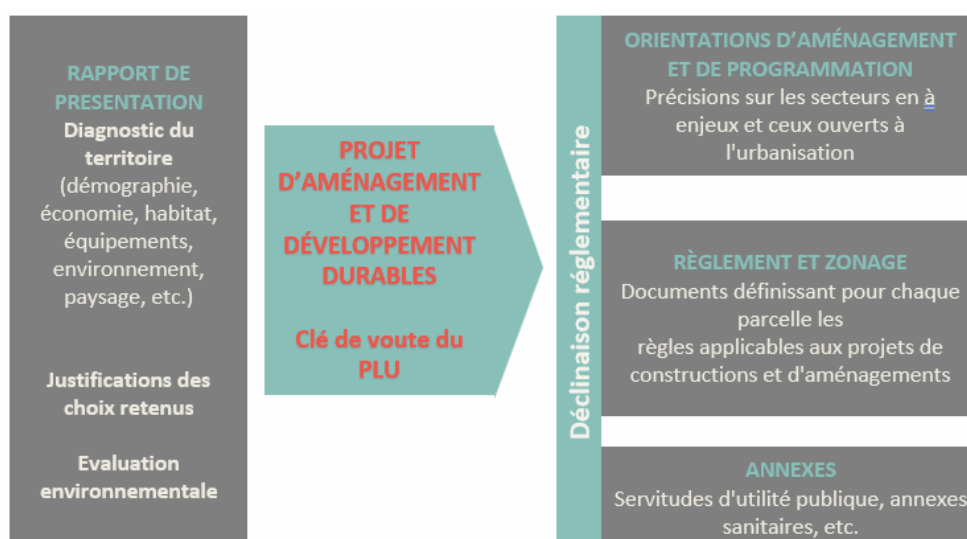 RAPPORT DE
PRESENTATION
Diagnostic du
territoire
(démographie,
économie, habitat,
équipements,
environnement,
paysage, etc.)
Justifications des
choix retenus
Evaluation
environnementale
PROJET
D’AMÉNAGEMENT
ET DE
DÉVELOPPEMENT
DURABLES
Clé de voute du
PLU
Déclinaison réglementaire
ORIENTATIONS D’AMÉNAGEMENT
ET DE PROGRAMMATION
Précisions sur les secteurs en à
enjeux et ceux ouverts à
l'urbanisation
RÈGLEMENT ET ZONAGE
Documents définissant pour chaque
parcelle les
règles applicables aux projets de
constructions et d'aménagements
ANNEXES
Servitudes d'utilité publique, annexes
sanitaires, etc.